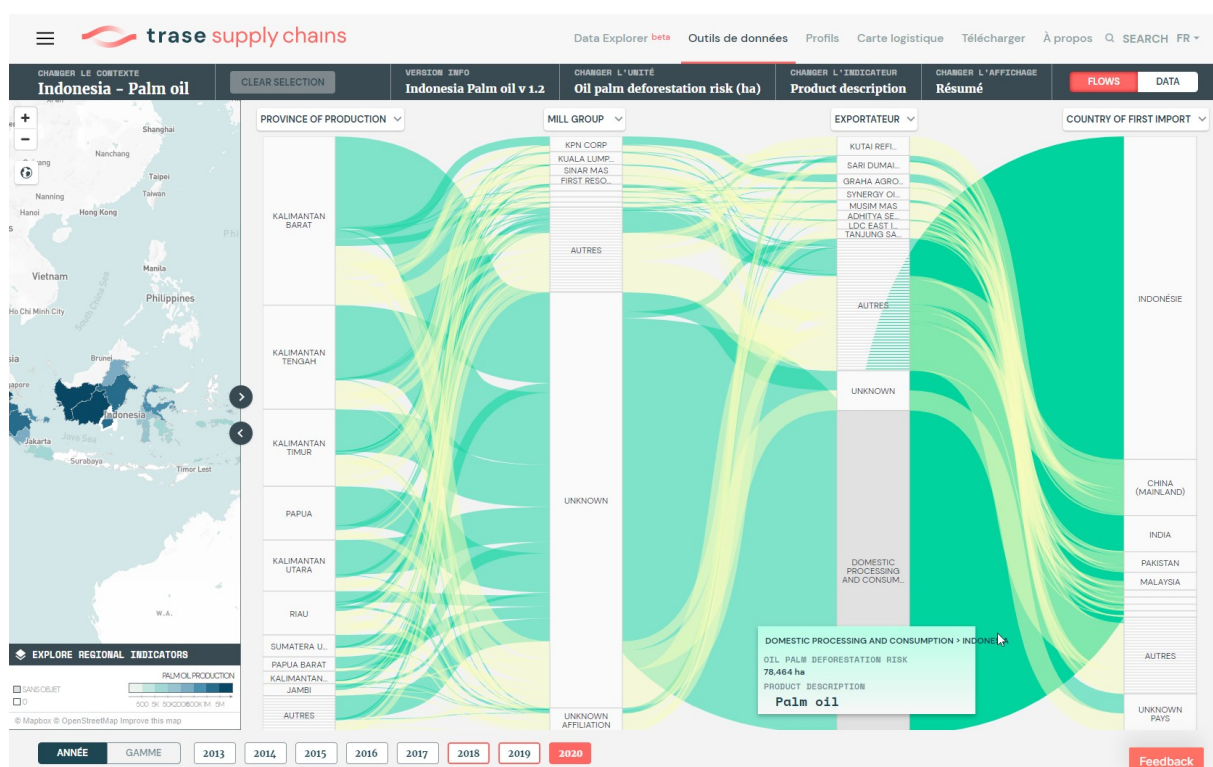 trase supply chains
Data Explorer beta
Outils de données
Profils
Carte logistique
Télécharger
À propos
SEARCH
FR
CHANGER LE CONTEXTE
Indonesia – Palm oil
CLEAR SELECTION
VERSION INFO
Indonesia Palm oil v 1.2
CHANGER L'UNITÉ
Oil palm deforestation risk (ha)
CHANGER L'INDICATEUR
Product description
CHANGER L'AFFICHAGE
Résumé
FLOWS
DATA
+
−
Shanghai
Nanchang
Taipei
Nanning
Taiwan
Hanoi
Hong Kong
Phi
Vietnam
Manila
South China Sea
Philippines
Ho Chi Minh City
Brunei
Indonesia
Jakarta
Java Sea
Surabaya
Timor Lest
W.A.
EXPLORE REGIONAL INDICATORS
PALM OIL PRODUCTION
SANS OBJET
0
© Mapbox © OpenStreetMap Improve this map
PROVINCE OF PRODUCTION
KALIMANTAN
BARAT
KALIMANTAN
TENGAH
KALIMANTAN
TIMUR
PAPUA
KALIMANTAN
UTARA
RIAU
SUMATERA U...
PAPUA BARAT
KALIMANTAN...
JAMBI
AUTRES
MILL GROUP
KPN CORP
KUALA LUMP...
SINAR MAS
FIRST RESO...
AUTRES
UNKNOWN
UNKNOWN
AFFILIATION
EXPORTATEUR
KUTAI REFI...
SARI DUMAI...
GRAHA AGRO...
SYNERGY OI...
MUSIM MAS
ADHITYA SE...
LDC EAST I...
TANJUNG SA...
AUTRES
UNKNOWN
DOMESTIC
PROCESSING
AND CONSUM...
COUNTRY OF FIRST IMPORT
INDONÉSIE
CHINA
(MAINLAND)
INDIA
PAKISTAN
MALAYSIA
AUTRES
UNKNOWN
PAYS
DOMESTIC PROCESSING AND CONSUMPTION > INDONESIA
OIL PALM DEFORESTATION RISK
78,464 ha
PRODUCT DESCRIPTION
Palm oil
ANNÉE
GAMME
2013
2014
2015
2016
2017
2018
2019
2020
Feedback